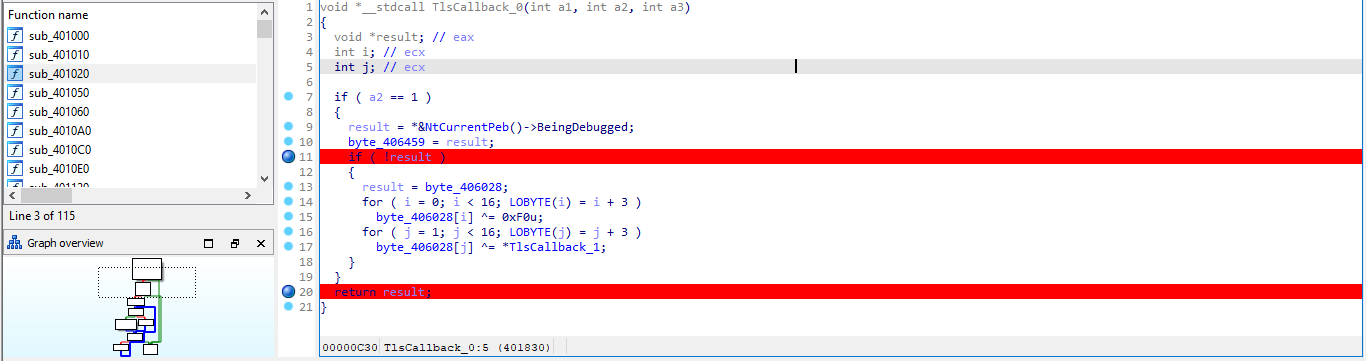 Function name
sub_401000
sub_401010
sub_401020
sub_401050
sub_401060
sub_4010A0
sub_4010C0
sub_4010E0
sub_401120
Line 3 of 115
Graph overview
1 void *__stdcall TlsCallback_0(int a1, int a2, int a3)
2 {
3 void *result; // eax
4 int i; // ecx
5 int j; // ecx
6
7 if ( a2 == 1 )
8 {
9 result = *&NtCurrentPeb()->BeingDebugged;
10 byte_406459 = result;
11 if ( !result )
12 {
13 result = byte_406028;
14 for ( i = 0; i < 16; LOBYTE(i) = i + 3 )
15 byte_406028[i] ^= 0xF0u;
16 for ( j = 1; j < 16; LOBYTE(j) = j + 3 )
17 byte_406028[j] ^= *TlsCallback_1;
18 }
19 }
20 return result;
21 }
00000C30 TlsCallback_0:5 (401830)